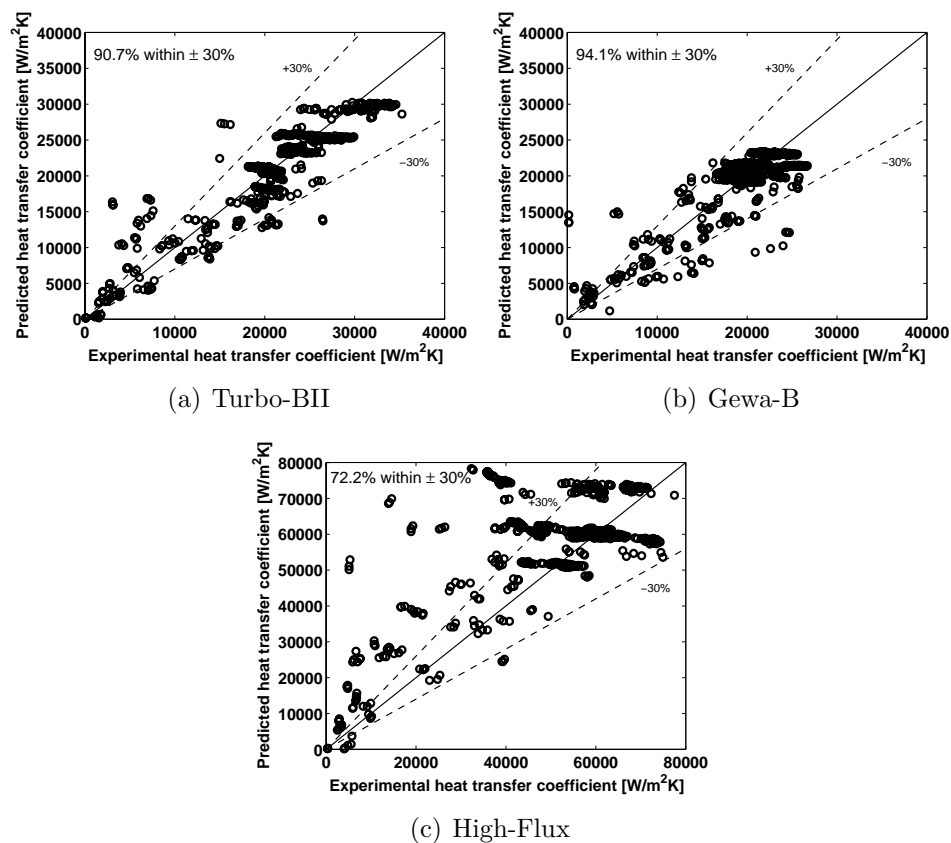 90.7% within ± 30%
+30%
−30%
Predicted heat transfer coefficient [W/m²K]
40000
35000
30000
25000
20000
15000
10000
5000
0
0 10000 20000 30000 40000
Experimental heat transfer coefficient [W/m²K]
(a) Turbo-BII
94.1% within ± 30%
+30%
−30%
Predicted heat transfer coefficient [W/m²K]
40000
35000
30000
25000
20000
15000
10000
5000
0
0 10000 20000 30000 40000
Experimental heat transfer coefficient [W/m²K]
(b) Gewa-B
72.2% within ± 30%
+30%
−30%
Predicted heat transfer coefficient [W/m²K]
80000
70000
60000
50000
40000
30000
20000
10000
0
0 20000 40000 60000 80000
Experimental heat transfer coefficient [W/m²K]
(c) High-Flux